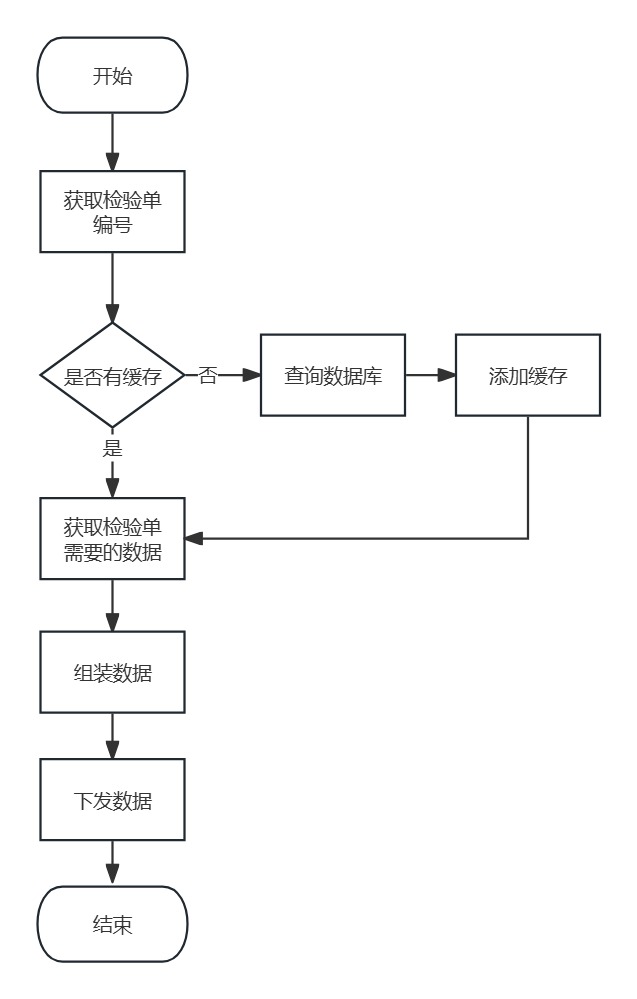 开始
获取检验单
编号
是否有缓存
否
查询数据库
添加缓存
是
获取检验单
需要的数据
组装数据
下发数据
结束